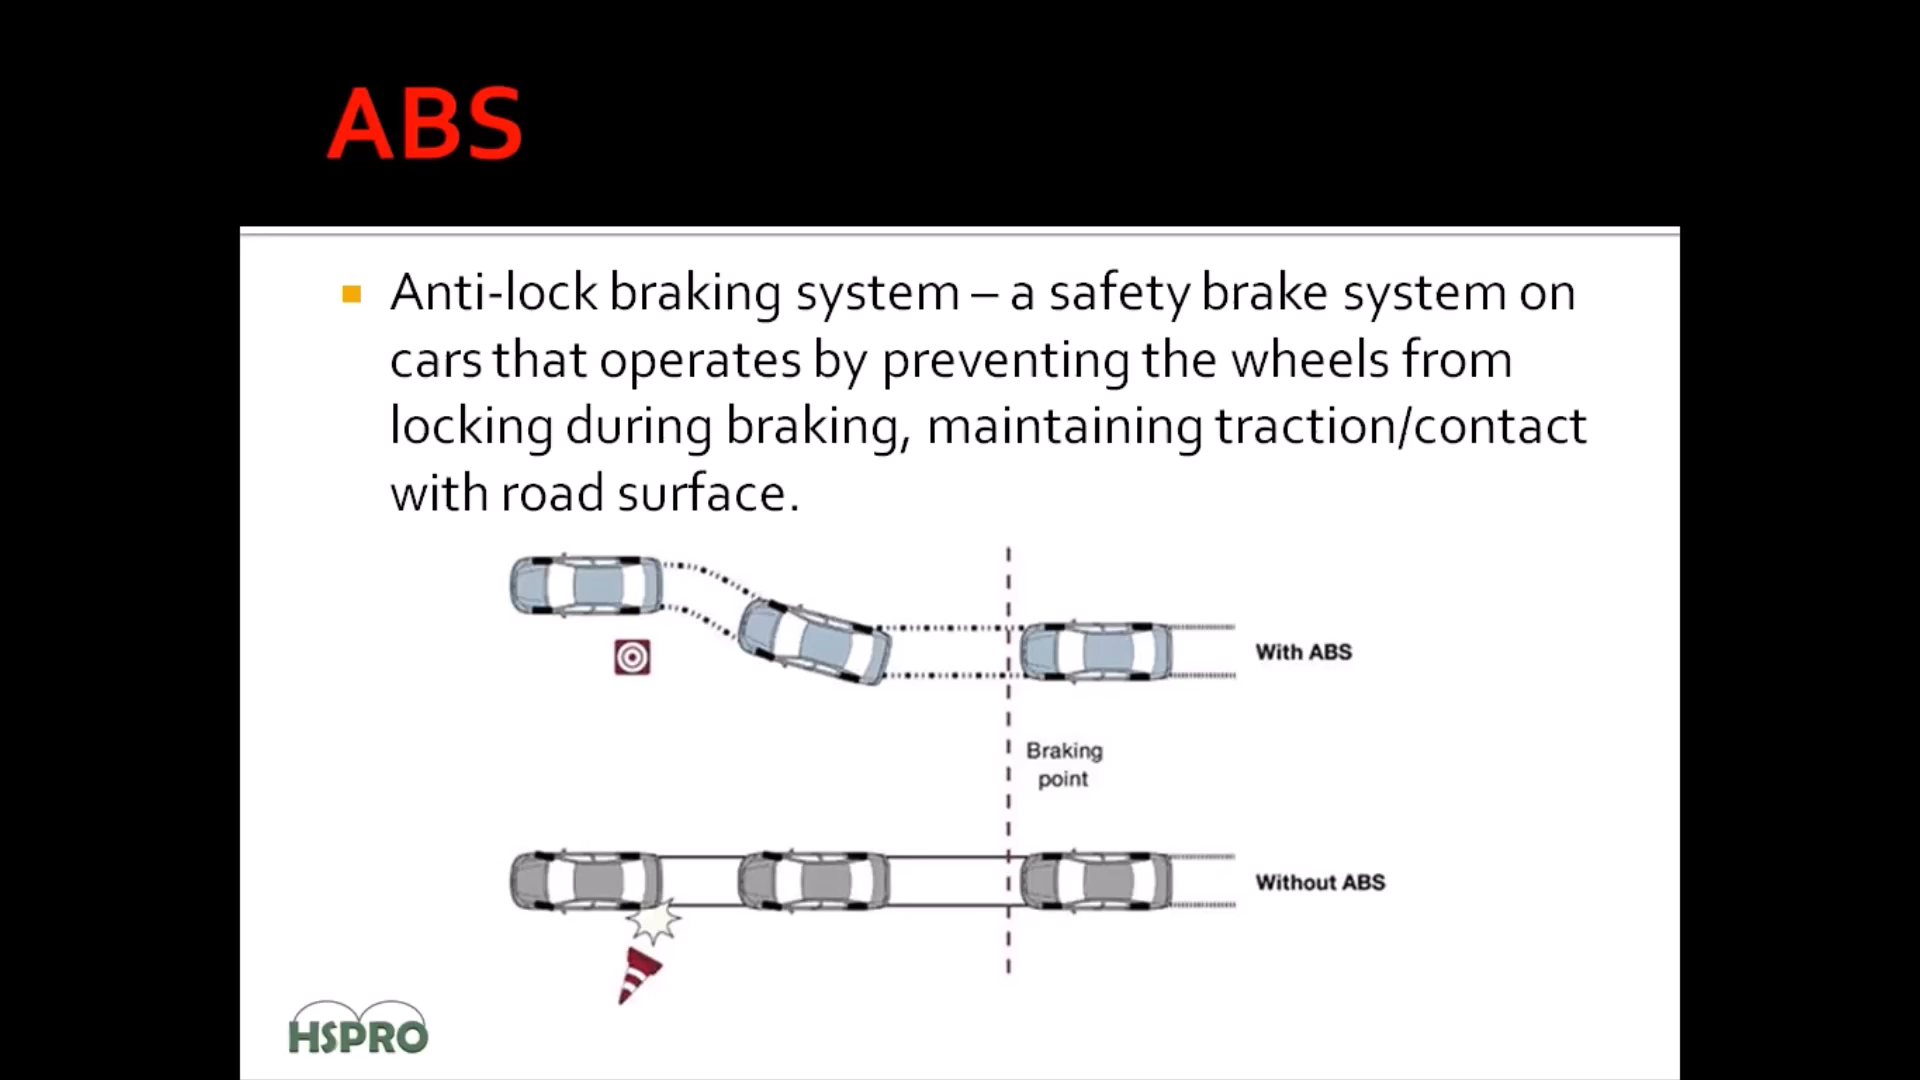 ABS
Anti-lock braking system – a safety brake system on
cars that operates by preventing the wheels from
locking during braking, maintaining traction/contact
with road surface.
With ABS
Braking
point
Without ABS
HSPRO